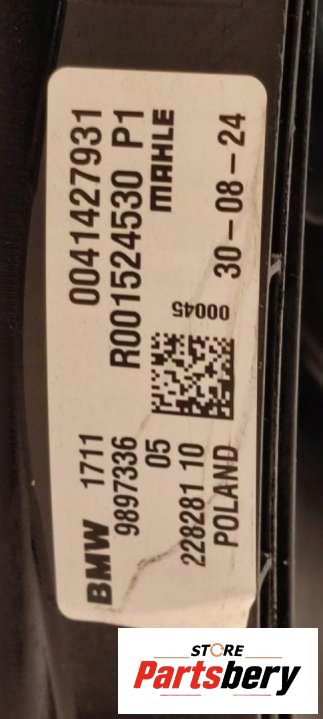 BMW 1711 0041427931
9897336 R001524530 P1
05 MAHLE
00045
228281 10
POLAND 30-08-24
STORE
Partsbery